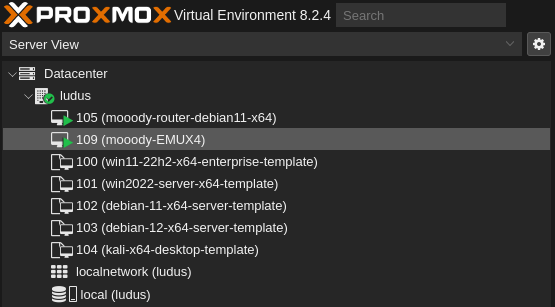 PROXMOX Virtual Environment 8.2.4 Search
Server View
Datacenter
ludus
105 (mooody-router-debian11-x64)
109 (mooody-EMUX4)
100 (win11-22h2-x64-enterprise-template)
101 (win2022-server-x64-template)
102 (debian-11-x64-server-template)
103 (debian-12-x64-server-template)
104 (kali-x64-desktop-template)
localnetwork (ludus)
local (ludus)